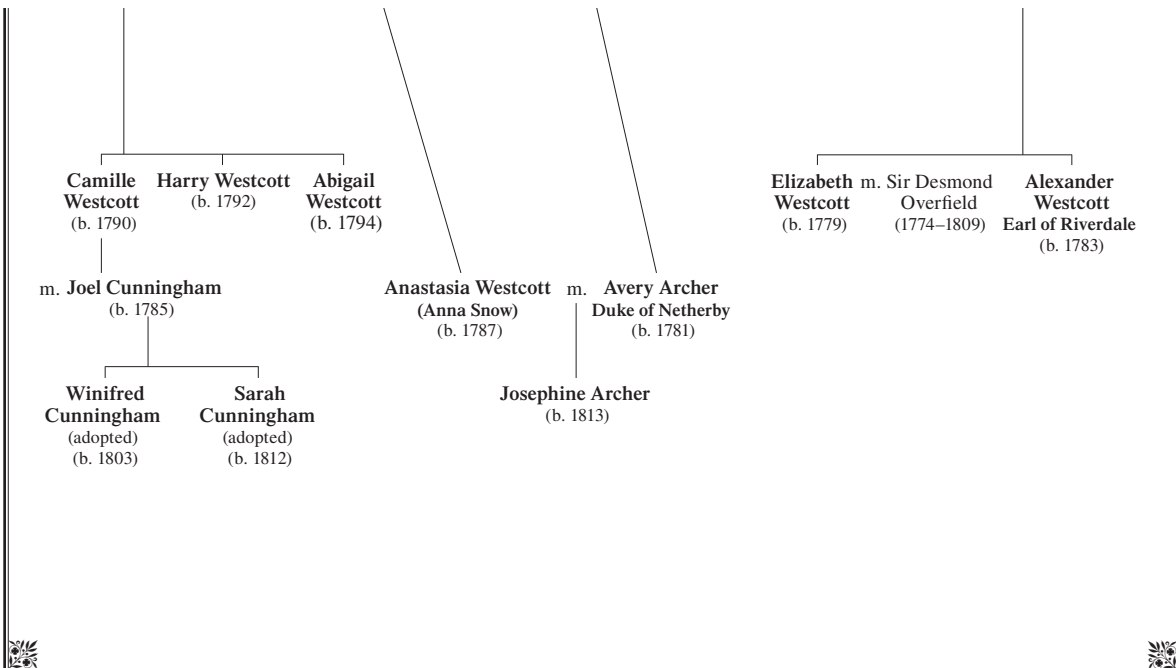 Camille
Westcott
(b. 1790)
Harry Westcott
(b. 1792)
Abigail
Westcott
(b. 1794)
Elizabeth
Westcott
(b. 1779)
m. Sir Desmond
Overfield
(1774–1809)
Alexander
Westcott
Earl of Riverdale
(b. 1783)
m. Joel Cunningham
(b. 1785)
Anastasia Westcott
(Anna Snow)
(b. 1787)
m.
Avery Archer
Duke of Netherby
(b. 1781)
Winifred
Cunningham
(adopted)
(b. 1803)
Sarah
Cunningham
(adopted)
(b. 1812)
Josephine Archer
(b. 1813)